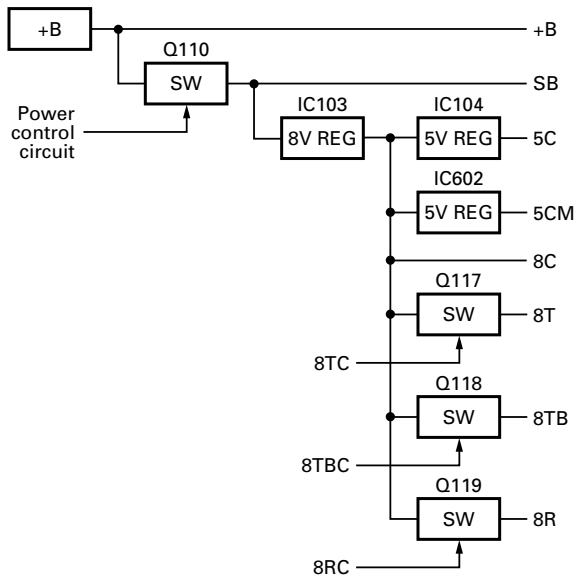 +B
+B
Q110
SW
SB
Power
control
circuit
IC103
8V REG
IC104
5V REG
5C
IC602
5V REG
5CM
8C
Q117
SW
8T
8TC
Q118
SW
8TB
8TBC
Q119
SW
8R
8RC